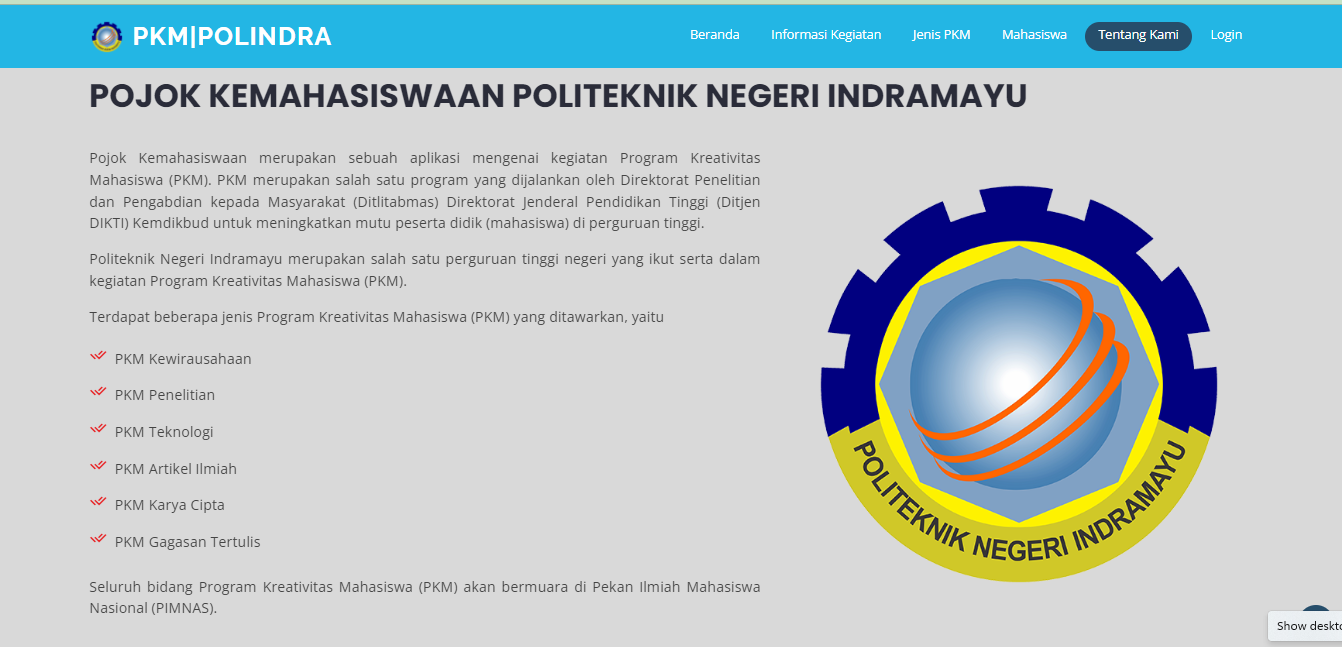 PKM|POLINDRA
Beranda
Informasi Kegiatan
Jenis PKM
Mahasiswa
Tentang Kami
Login
POJOK KEMAHASISWAAN POLITEKNIK NEGERI INDRAMAYU
Pojok Kemahasiswaan merupakan sebuah aplikasi mengenai kegiatan Program Kreativitas
Mahasiswa (PKM). PKM merupakan salah satu program yang dijalankan oleh Direktorat Penelitian
dan Pengabdian kepada Masyarakat (Ditlitabmas) Direktorat Jenderal Pendidikan Tinggi (Ditjen
DIKTI) Kemdikbud untuk meningkatkan mutu peserta didik (mahasiswa) di perguruan tinggi.
Politeknik Negeri Indramayu merupakan salah satu perguruan tinggi negeri yang ikut serta dalam
kegiatan Program Kreativitas Mahasiswa (PKM).
Terdapat beberapa jenis Program Kreativitas Mahasiswa (PKM) yang ditawarkan, yaitu
PKM Kewirausahaan
PKM Penelitian
PKM Teknologi
PKM Artikel Ilmiah
PKM Karya Cipta
PKM Gagasan Tertulis
Seluruh bidang Program Kreativitas Mahasiswa (PKM) akan bermuara di Pekan Ilmiah Mahasiswa
Nasional (PIMNAS).
POLITEKNIK NEGERI INDRAMAYU
Show deskto